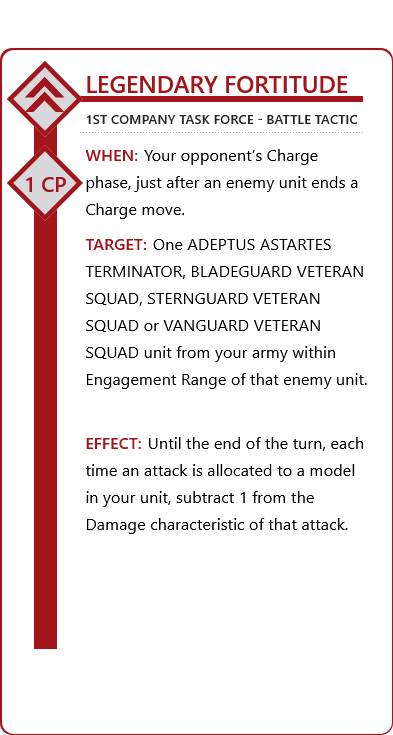 LEGENDARY FORTITUDE
1ST COMPANY TASK FORCE - BATTLE TACTIC
1 CP
WHEN: Your opponent's Charge
phase, just after an enemy unit ends a
Charge move.
TARGET: One ADEPTUS ASTARTES
TERMINATOR, BLADEGUARD VETERAN
SQUAD, STERNGUARD VETERAN
SQUAD or VANGUARD VETERAN
SQUAD unit from your army within
Engagement Range of that enemy unit.
EFFECT: Until the end of the turn, each
time an attack is allocated to a model
in your unit, subtract 1 from the
Damage characteristic of that attack.